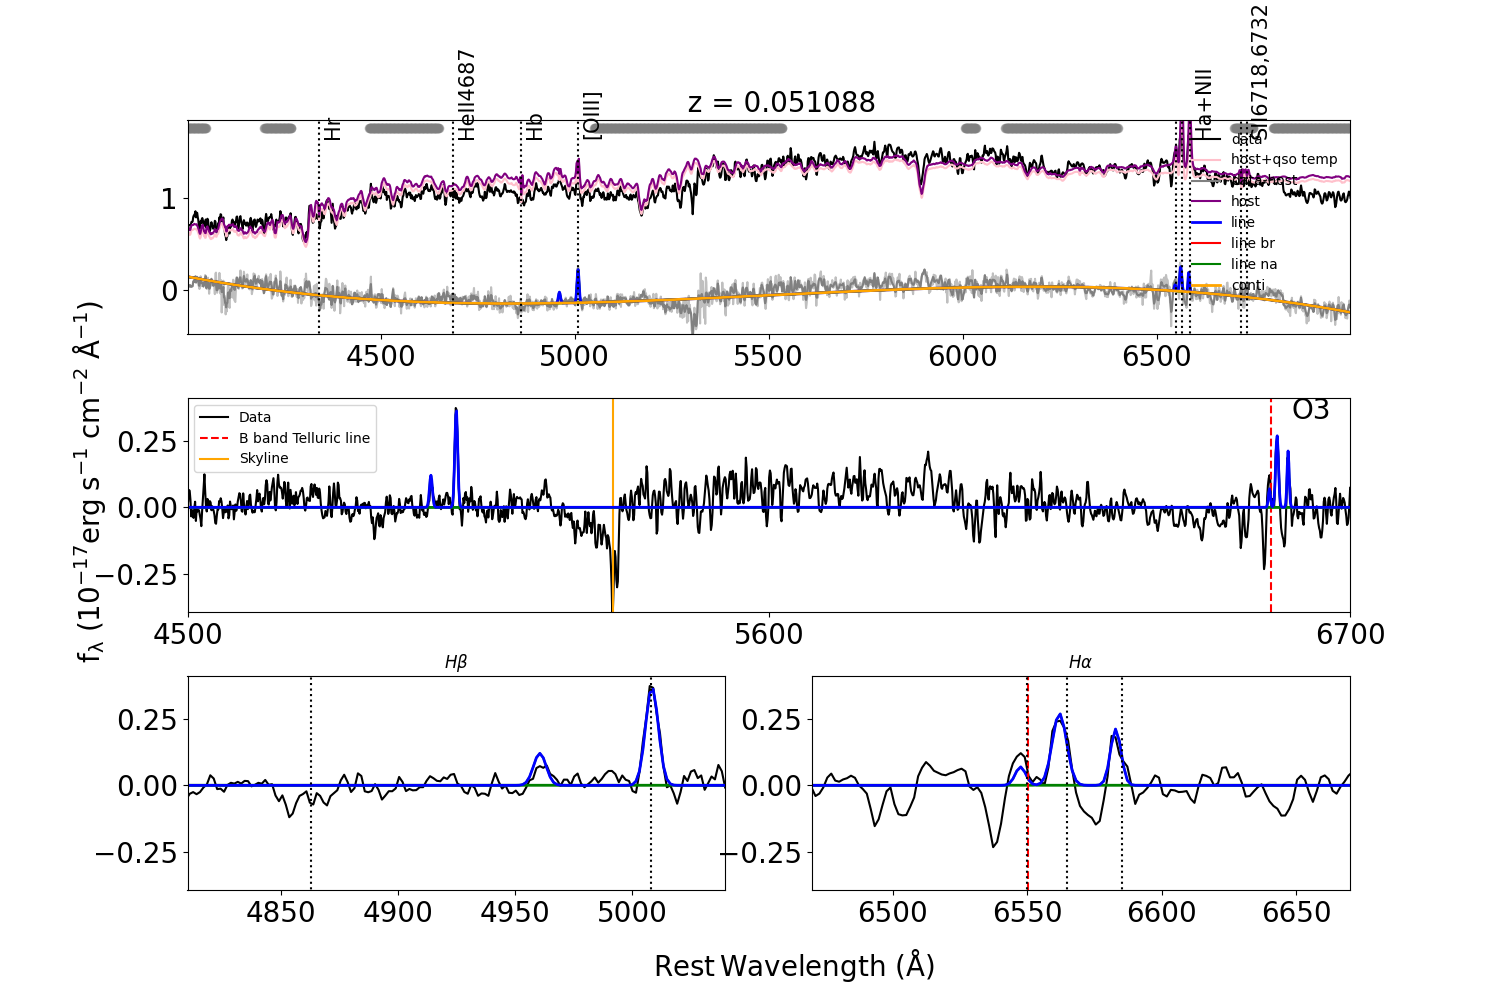 z = 0.051088
Hr
HeII4687
Hb
[OIII]
Ha+NII
SII6718,6732
data
host+qso temp
data-host
host
line
line br
line na
conti
1
0
4500 5000 5500 6000 6500
fλ (10⁻¹⁷erg s⁻¹ cm⁻² Å⁻¹)
Data
B band Telluric line
Skyline
O3
0.25
0.00
−0.25
4500 5600 6700
Hβ
0.25
0.00
−0.25
4850 4900 4950 5000
Hα
0.25
0.00
−0.25
6500 6550 6600 6650
Rest Wavelength (Å)